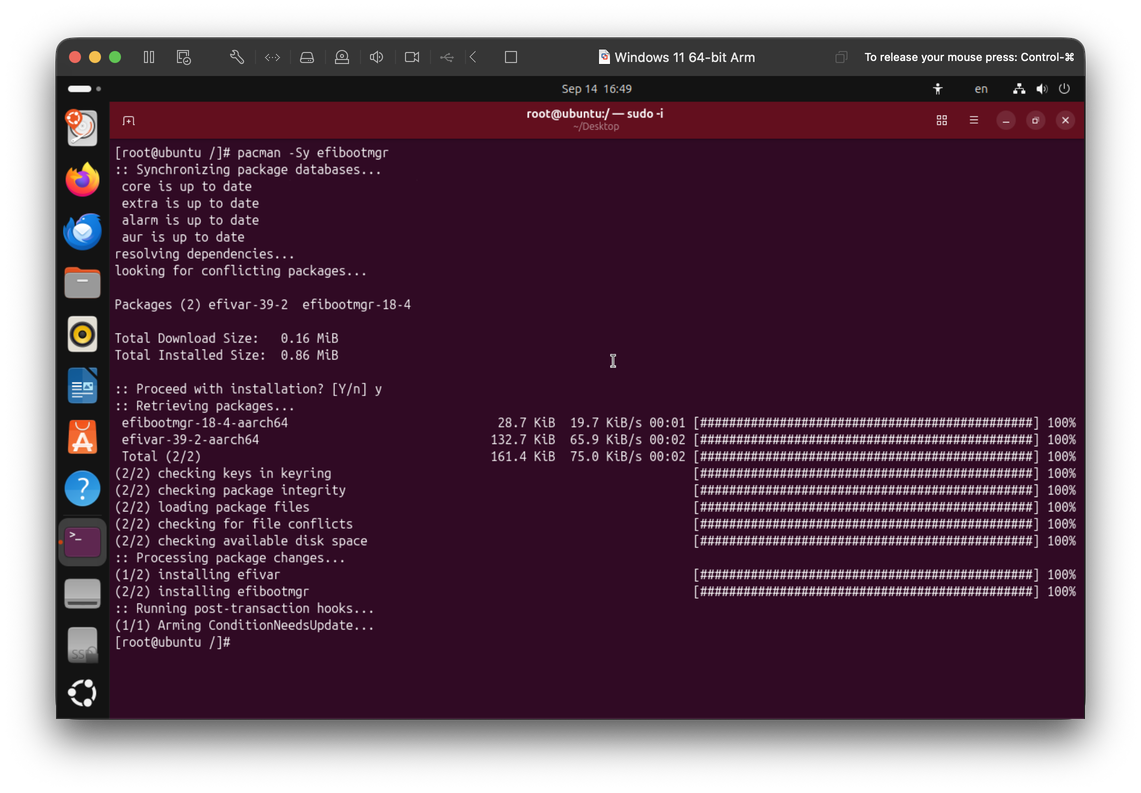 Windows 11 64-bit Arm
To release your mouse press: Control-⌘
Sep 14 16:49
en
root@ubuntu:/ — sudo -i
~/Desktop
[root@ubuntu /]# pacman -Sy efibootmgr
:: Synchronizing package databases...
core is up to date
extra is up to date
alarm is up to date
aur is up to date
resolving dependencies...
looking for conflicting packages...
Packages (2) efivar-39-2  efibootmgr-18-4
Total Download Size:   0.16 MiB
Total Installed Size:  0.86 MiB
:: Proceed with installation? [Y/n] y
:: Retrieving packages...
efibootmgr-18-4-aarch64 28.7 KiB 19.7 KiB/s 00:01 [##############################################] 100%
efivar-39-2-aarch64 132.7 KiB 65.9 KiB/s 00:02 [##############################################] 100%
Total (2/2) 161.4 KiB 75.0 KiB/s 00:02 [##############################################] 100%
(2/2) checking keys in keyring [##############################################] 100%
(2/2) checking package integrity [##############################################] 100%
(2/2) loading package files [##############################################] 100%
(2/2) checking for file conflicts [##############################################] 100%
(2/2) checking available disk space [##############################################] 100%
:: Processing package changes...
(1/2) installing efivar [##############################################] 100%
(2/2) installing efibootmgr [##############################################] 100%
:: Running post-transaction hooks...
(1/1) Arming ConditionNeedsUpdate...
[root@ubuntu /]#